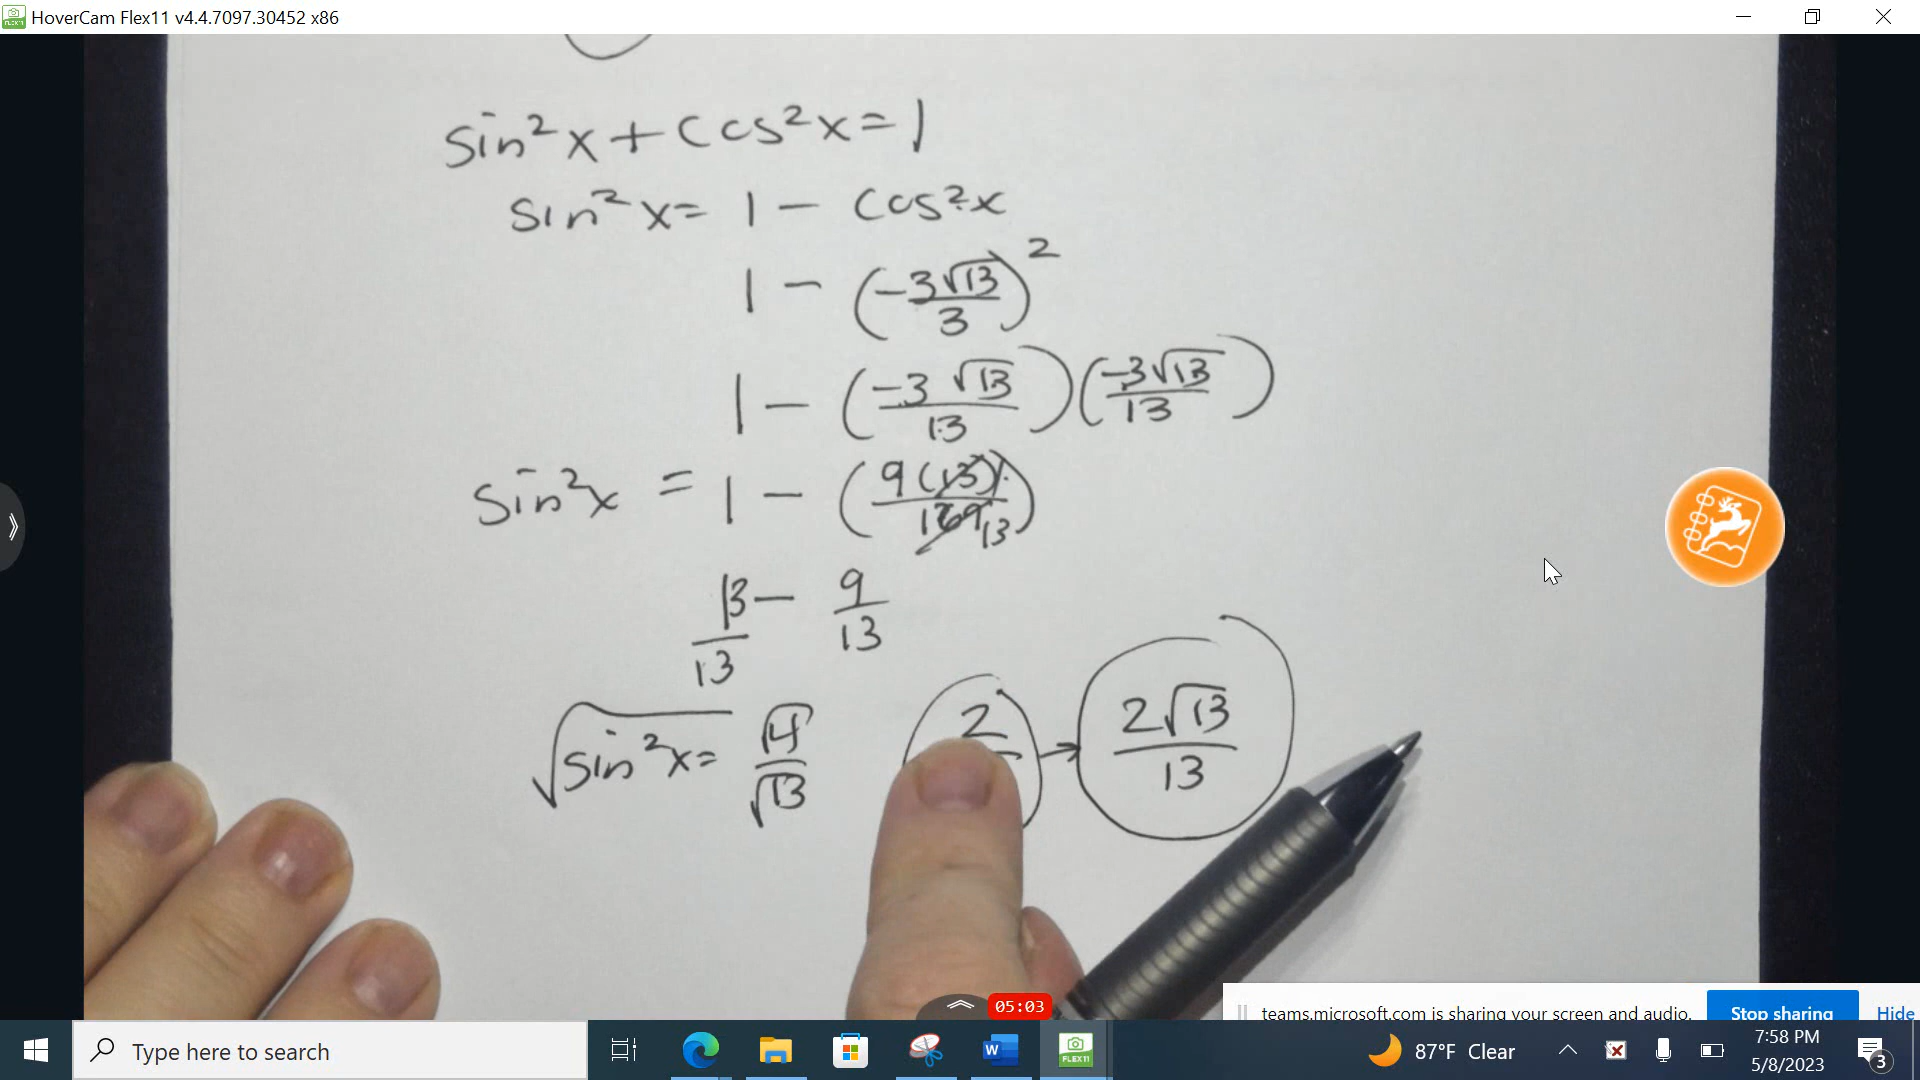 HoverCam Flex11 v4.4.7097.30452 x86
sin²x + cos²x = 1
sin²x = 1 − cos²x
1 − (−3√13/3)²
1 − (−3√13/13)(−3√13/13)
sin²x = 1 − (9(13)/169 13)
13/13 − 9/13
√sin²x = √4/√13 2 → 2√13/13
05:03
teams.microsoft.com is sharing your screen and audio.
Stop sharing
Hide
Type here to search
W
FLEX11
87°F Clear
7:58 PM
5/8/2023
3